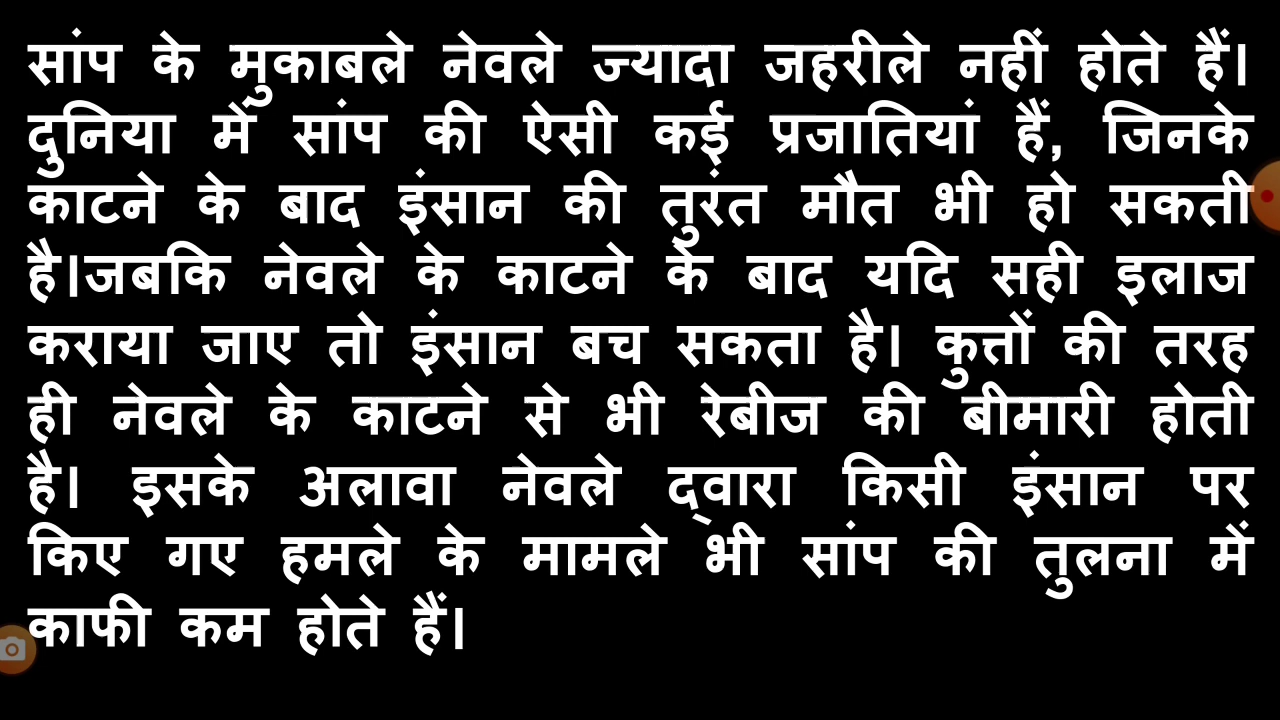 सांप के मुकाबले नेवले ज्यादा जहरीले नहीं होते हैं।
दुनिया में सांप की ऐसी कई प्रजातियां हैं, जिनके
काटने के बाद इंसान की तुरंत मौत भी हो सकती
है।जबकि नेवले के काटने के बाद यदि सही इलाज
कराया जाए तो इंसान बच सकता है। कुत्तों की तरह
ही नेवले के काटने से भी रेबीज की बीमारी होती
है। इसके अलावा नेवले द्वारा किसी इंसान पर
किए गए हमले के मामले भी सांप की तुलना में
काफी कम होते हैं।